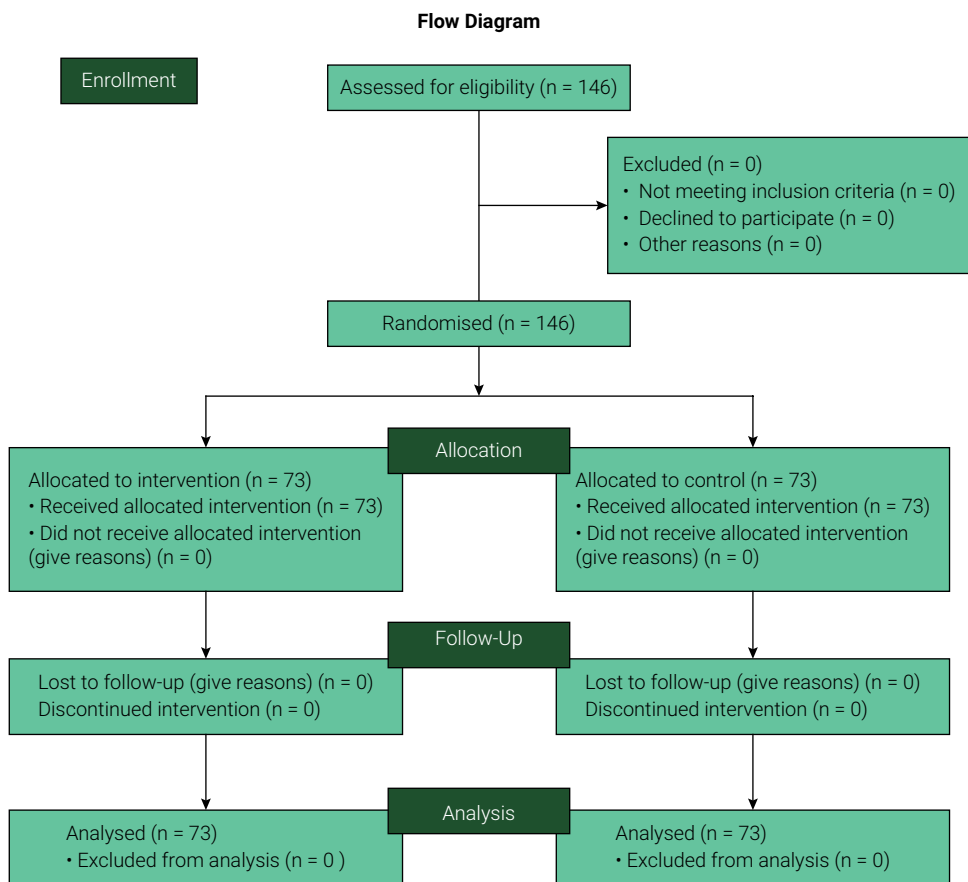 Flow Diagram
Enrollment
Assessed for eligibility (n = 146)
Excluded (n = 0)
• Not meeting inclusion criteria (n = 0)
• Declined to participate (n = 0)
• Other reasons (n = 0)
Randomised (n = 146)
Allocation
Allocated to intervention (n = 73)
• Received allocated intervention (n = 73)
• Did not receive allocated intervention
(give reasons) (n = 0)
Allocated to control (n = 73)
• Received allocated intervention (n = 73)
• Did not receive allocated intervention
(give reasons) (n = 0)
Follow-Up
Lost to follow-up (give reasons) (n = 0)
Discontinued intervention (n = 0)
Lost to follow-up (give reasons) (n = 0)
Discontinued intervention (n = 0)
Analysis
Analysed (n = 73)
• Excluded from analysis (n = 0 )
Analysed (n = 73)
• Excluded from analysis (n = 0)